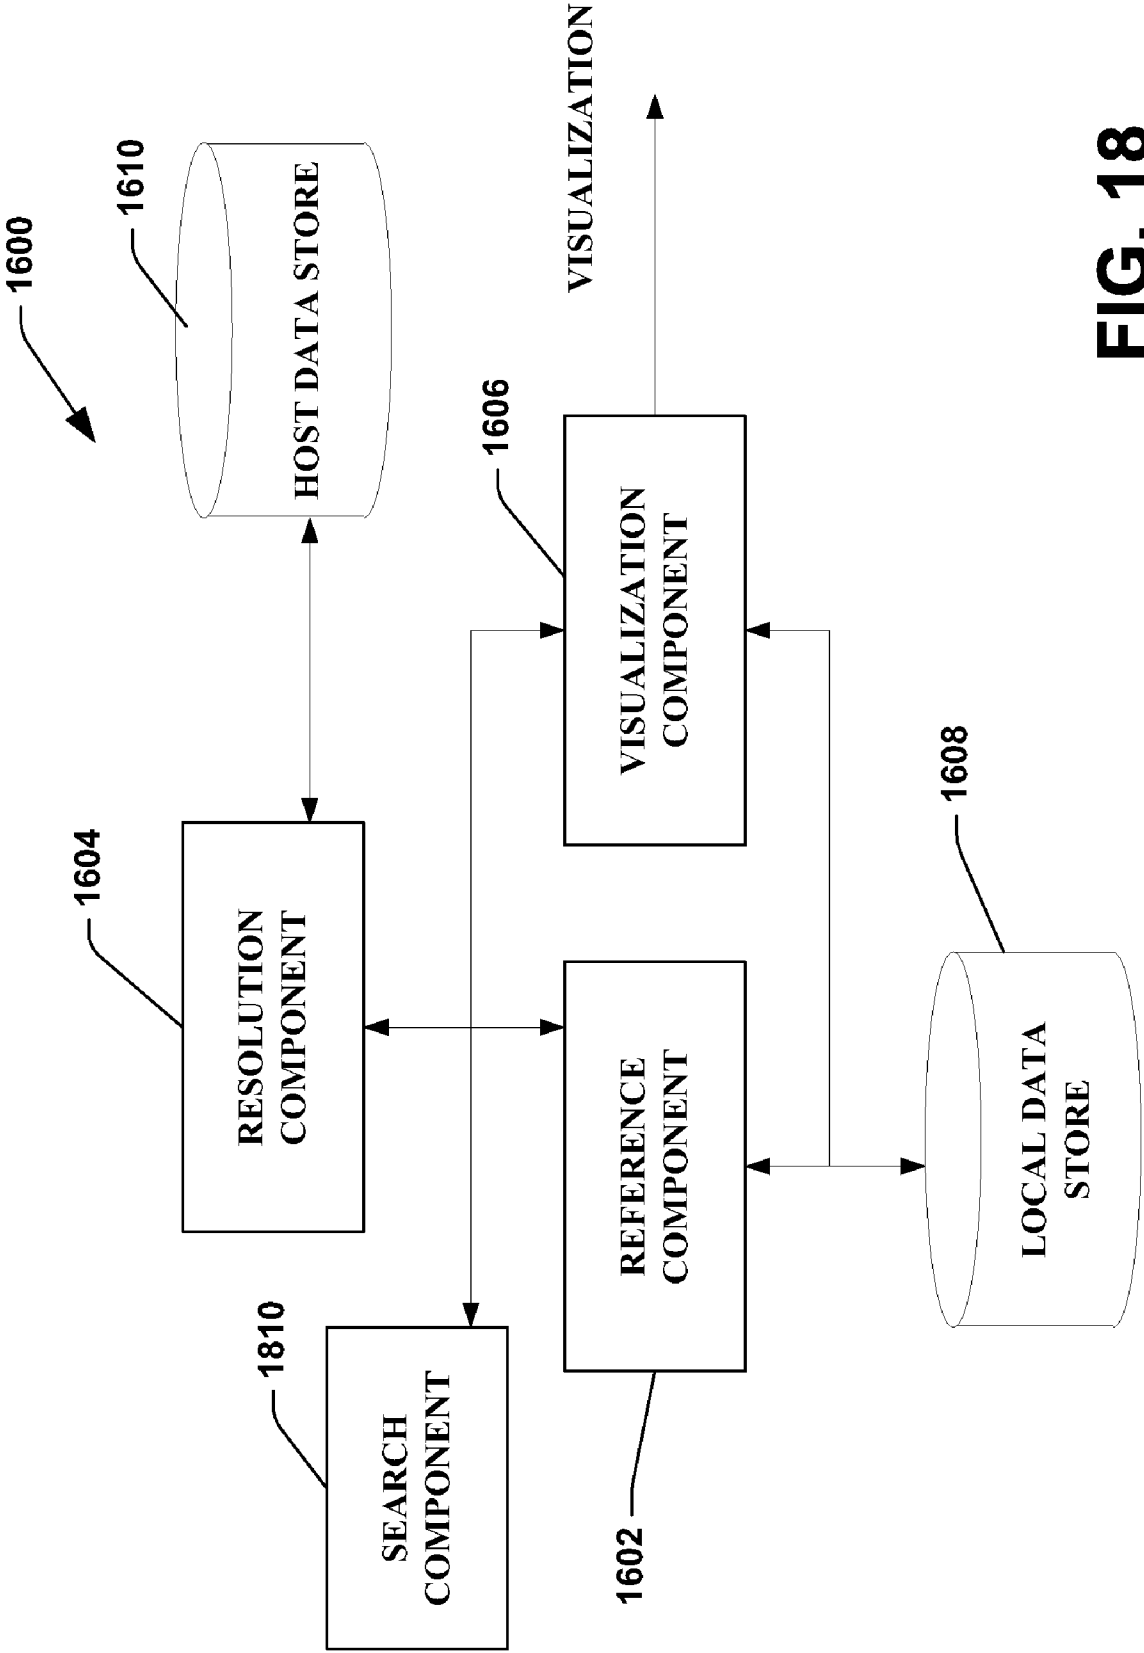 1600
1604
1610
RESOLUTION
COMPONENT
HOST DATA STORE
1810
SEARCH
COMPONENT
1606
VISUALIZATION
1602
REFERENCE
COMPONENT
VISUALIZATION
COMPONENT
1608
LOCAL DATA
STORE
FIG. 18